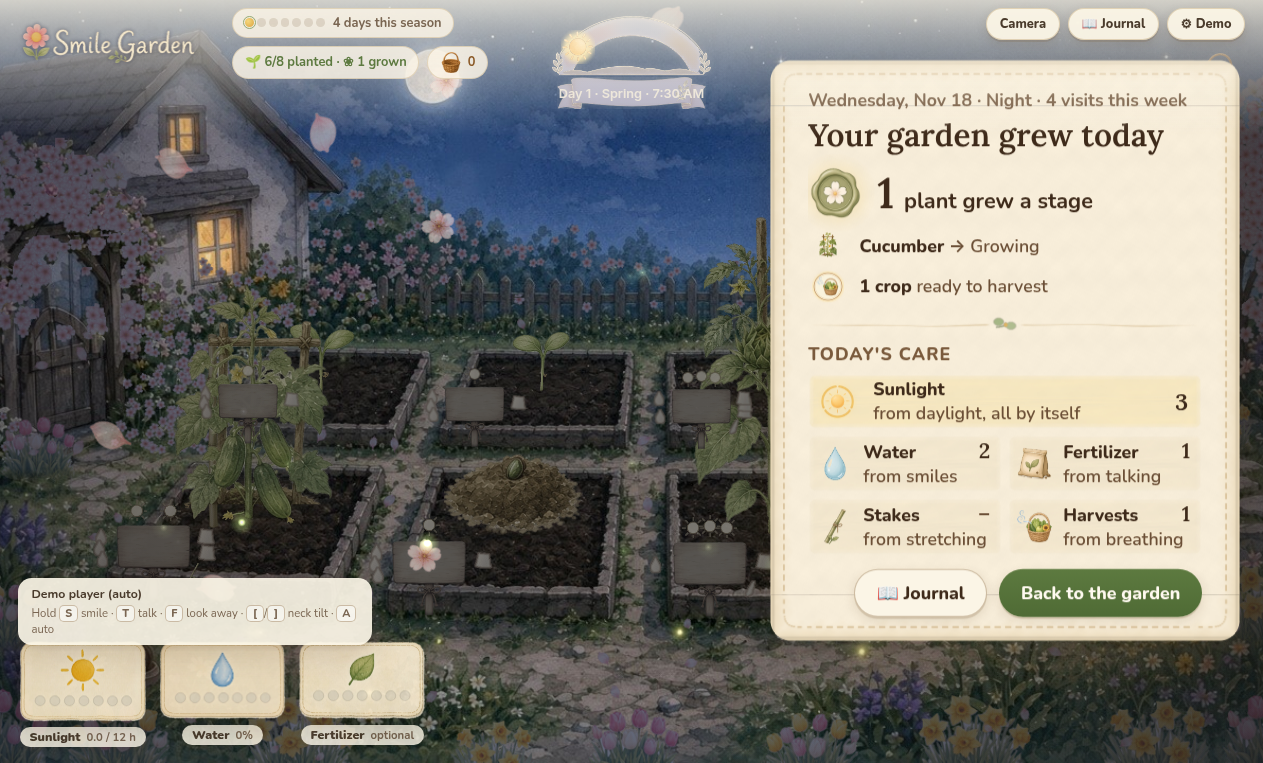 Smile Garden
4 days this season
🌱 6/8 planted · ❀ 1 grown
0
Day 1 · Spring · 7:30 AM
Camera
📖 Journal
⚙ Demo
Wednesday, Nov 18 · Night · 4 visits this week
Your garden grew today
1 plant grew a stage
Cucumber → Growing
1 crop ready to harvest
TODAY'S CARE
Sunlight
from daylight, all by itself
3
Water 2
from smiles
Fertilizer 1
from talking
Stakes –
from stretching
Harvests 1
from breathing
📖 Journal
Back to the garden
Demo player (auto)
Hold S smile · T talk · F look away · [ / ] neck tilt · A
auto
Sunlight 0.0 / 12 h
Water 0%
Fertilizer optional